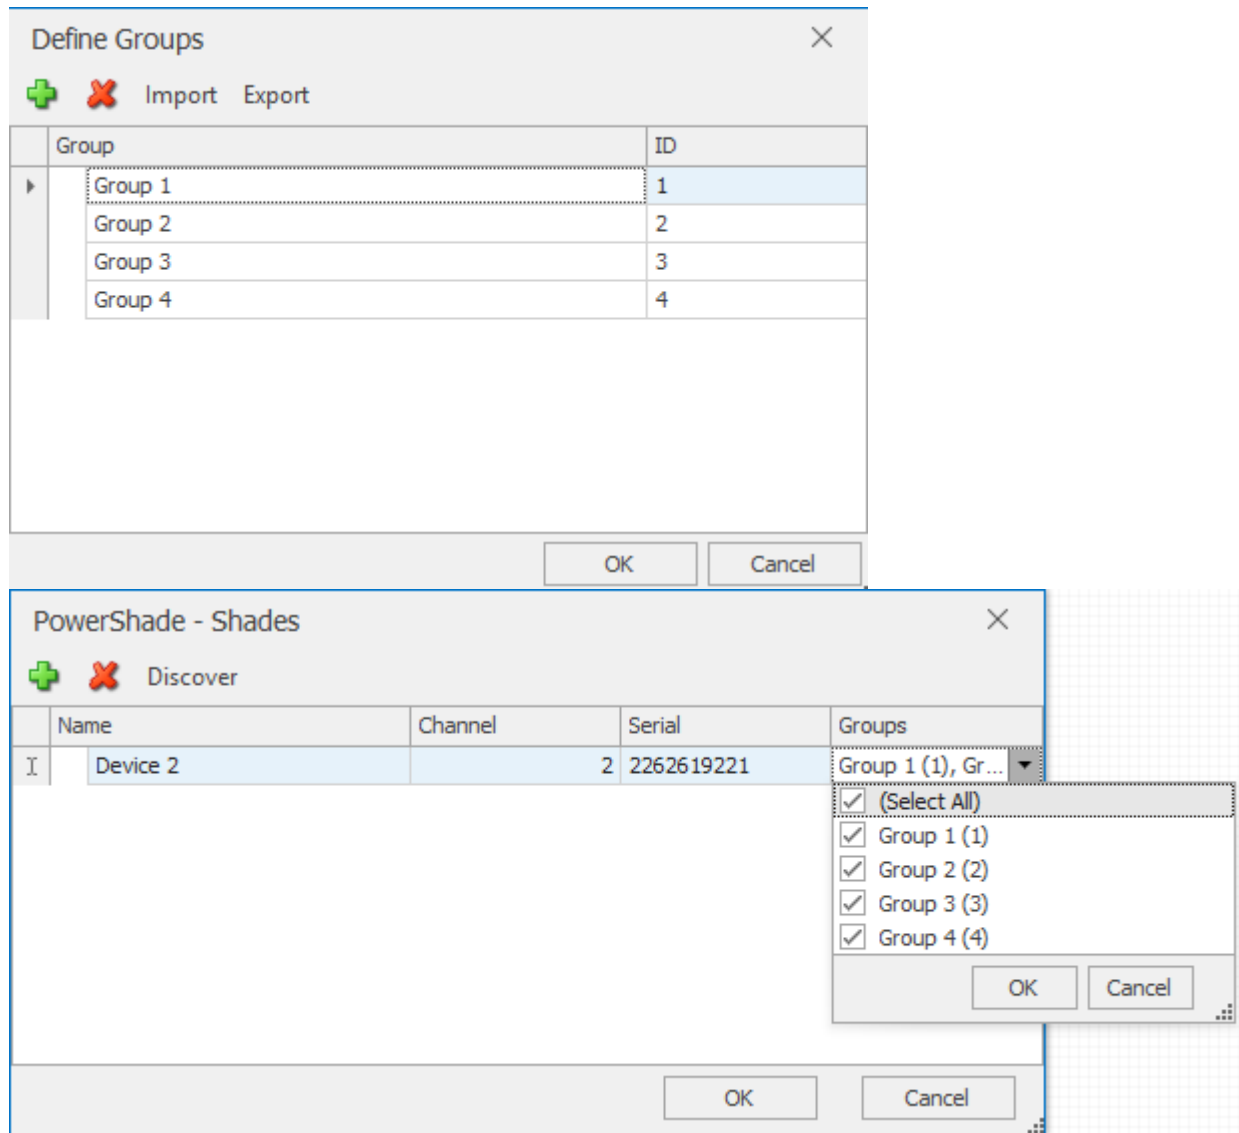 Define Groups
Import Export
Group ID
Group 1 1
Group 2 2
Group 3 3
Group 4 4
OK Cancel
PowerShade - Shades
Discover
Name Channel Serial Groups
Device 2 2 2262619221 Group 1 (1), Gr...
(Select All)
Group 1 (1)
Group 2 (2)
Group 3 (3)
Group 4 (4)
OK Cancel
OK Cancel